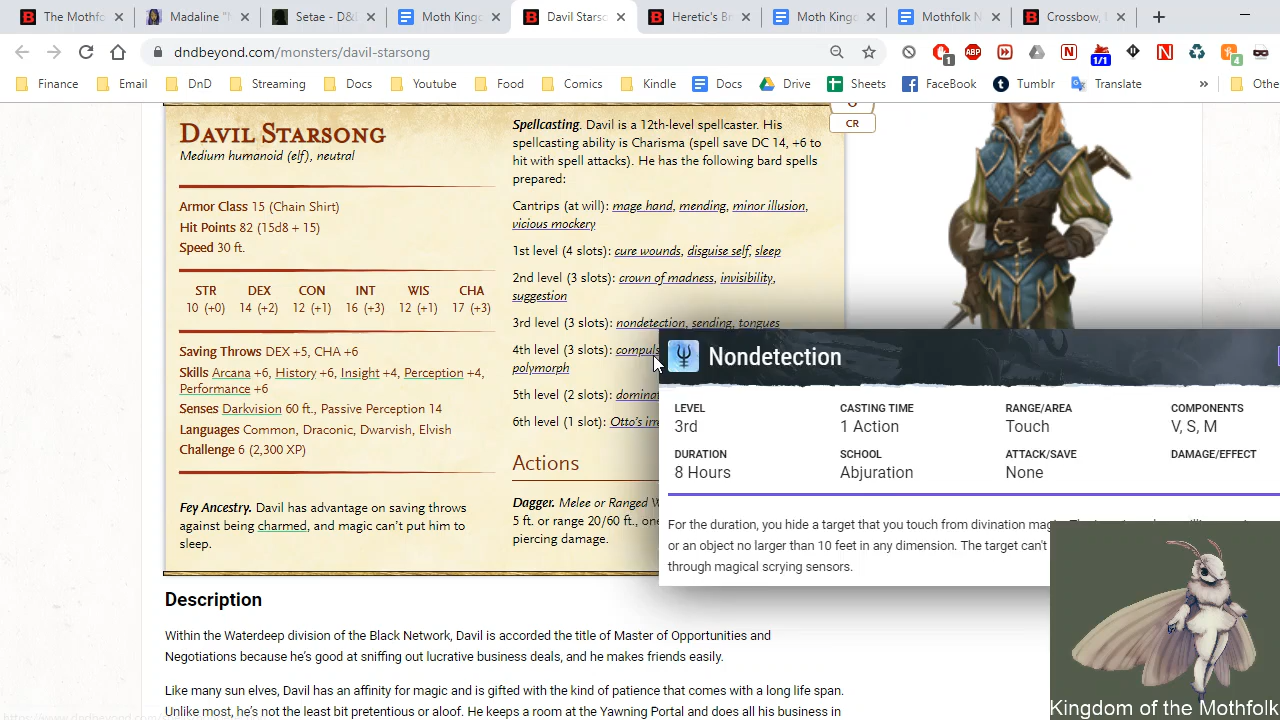 The Mothf
Madaline "
Setac - D&d
Moth King
Davil Stars
Heretic's B
Moth King
Mothfolk N
Crossbow,
dndbeyond.com/monsters/davil-starsong
1
ABP
1/1
4
Finance
Email
DnD
Streaming
Docs
Youtube
Food
Comics
Kindle
Docs
Drive
Sheets
FaceBook
Tumblr
Translate
»
Othe
DAVIL STARSONG
Medium humanoid (elf), neutral
Armor Class 15 (Chain Shirt)
Hit Points 82 (15d8 + 15)
Speed 30 ft.
STR DEX CON INT WIS CHA
10 (+0) 14 (+2) 12 (+1) 16 (+3) 12 (+1) 17 (+3)
Saving Throws DEX +5, CHA +6
Skills Arcana +6, History +6, Insight +4, Perception +4,
Performance +6
Senses Darkvision 60 ft., Passive Perception 14
Languages Common, Draconic, Dwarvish, Elvish
Challenge 6 (2,300 XP)
Fey Ancestry. Davil has advantage on saving throws
against being charmed, and magic can't put him to
sleep.
Spellcasting. Davil is a 12th-level spellcaster. His
spellcasting ability is Charisma (spell save DC 14, +6 to
hit with spell attacks). He has the following bard spells
prepared:
Cantrips (at will): mage hand, mending, minor illusion,
vicious mockery
1st level (4 slots): cure wounds, disguise self, sleep
2nd level (3 slots): crown of madness, invisibility,
suggestion
3rd level (3 slots): nondetection, sending, tongues
4th level (3 slots): compuls
polymorph
5th level (2 slots): domina
6th level (1 slot): Otto's irre
Actions
Dagger. Melee or Ranged W
5 ft. or range 20/60 ft., one
piercing damage.
CR
Nondetection
LEVEL CASTING TIME RANGE/AREA COMPONENTS
3rd 1 Action Touch V, S, M
DURATION SCHOOL ATTACK/SAVE DAMAGE/EFFECT
8 Hours Abjuration None
For the duration, you hide a target that you touch from divination mag
or an object no larger than 10 feet in any dimension. The target can't
through magical scrying sensors.
Description
Within the Waterdeep division of the Black Network, Davil is accorded the title of Master of Opportunities and
Negotiations because he's good at sniffing out lucrative business deals, and he makes friends easily.
Like many sun elves, Davil has an affinity for magic and is gifted with the kind of patience that comes with a long life span.
Unlike most, he's not the least bit pretentious or aloof. He keeps a room at the Yawning Portal and does all his business in
Kingdom of the Mothfolk